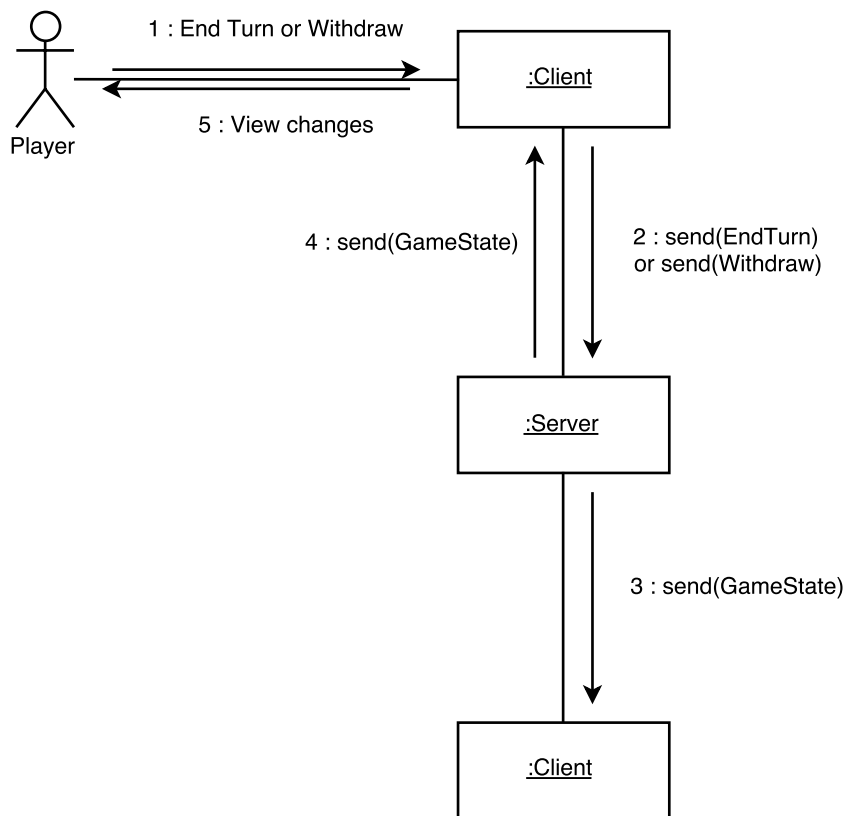 1 : End Turn or Withdraw
:Client
5 : View changes
Player
4 : send(GameState)
2 : send(EndTurn)
or send(Withdraw)
:Server
3 : send(GameState)
:Client